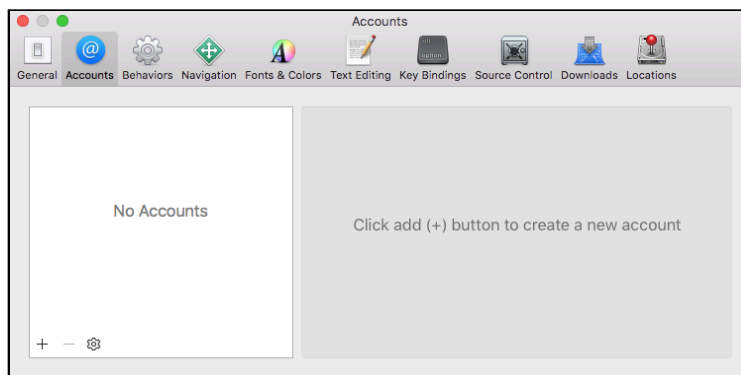 Accounts
General Accounts Behaviors Navigation Fonts & Colors Text Editing Key Bindings Source Control Downloads Locations
No Accounts
Click add (+) button to create a new account